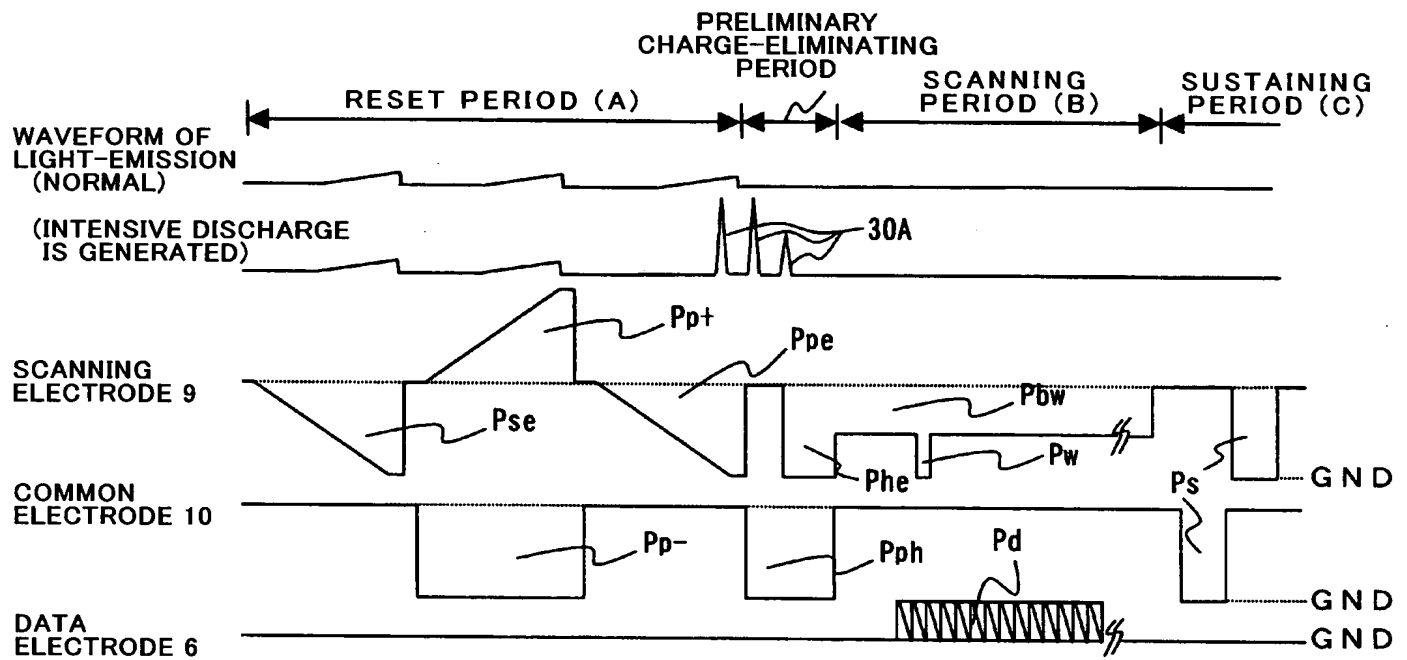 PRELIMINARY
CHARGE-ELIMINATING
PERIOD
RESET PERIOD (A)
SCANNING
PERIOD (B)
SUSTAINING
PERIOD (C)
WAVEFORM OF
LIGHT-EMISSION
(NORMAL)
(INTENSIVE DISCHARGE
IS GENERATED)
30A
Pp+
Ppe
SCANNING
ELECTRODE 9
Pse
Pbw
Phe
Pw
Ps
GND
COMMON
ELECTRODE 10
Pp-
Pph
Pd
GND
DATA
ELECTRODE 6
GND